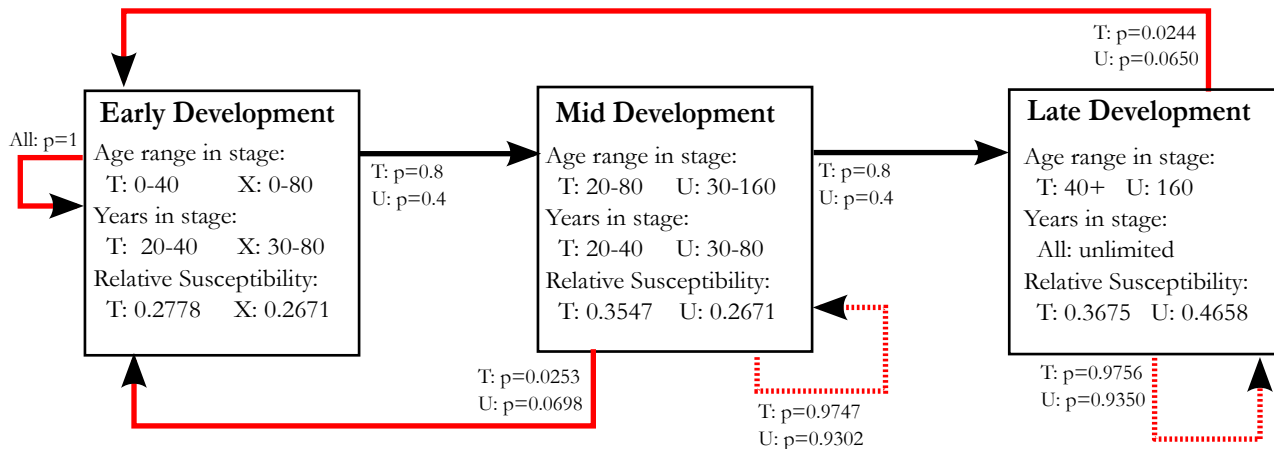 T: p=0.0244
U: p=0.0650
Early Development
Age range in stage:
T: 0-40 X: 0-80
Years in stage:
T: 20-40 X: 30-80
Relative Susceptibility:
T: 0.2778 X: 0.2671
All: p=1
T: p=0.8
U: p=0.4
Mid Development
Age range in stage:
T: 20-80 U: 30-160
Years in stage:
T: 20-40 U: 30-80
Relative Susceptibility:
T: 0.3547 U: 0.2671
T: p=0.8
U: p=0.4
Late Development
Age range in stage:
T: 40+ U: 160
Years in stage:
All: unlimited
Relative Susceptibility:
T: 0.3675 U: 0.4658
T: p=0.0253
U: p=0.0698
T: p=0.9747
U: p=0.9302
T: p=0.9756
U: p=0.9350